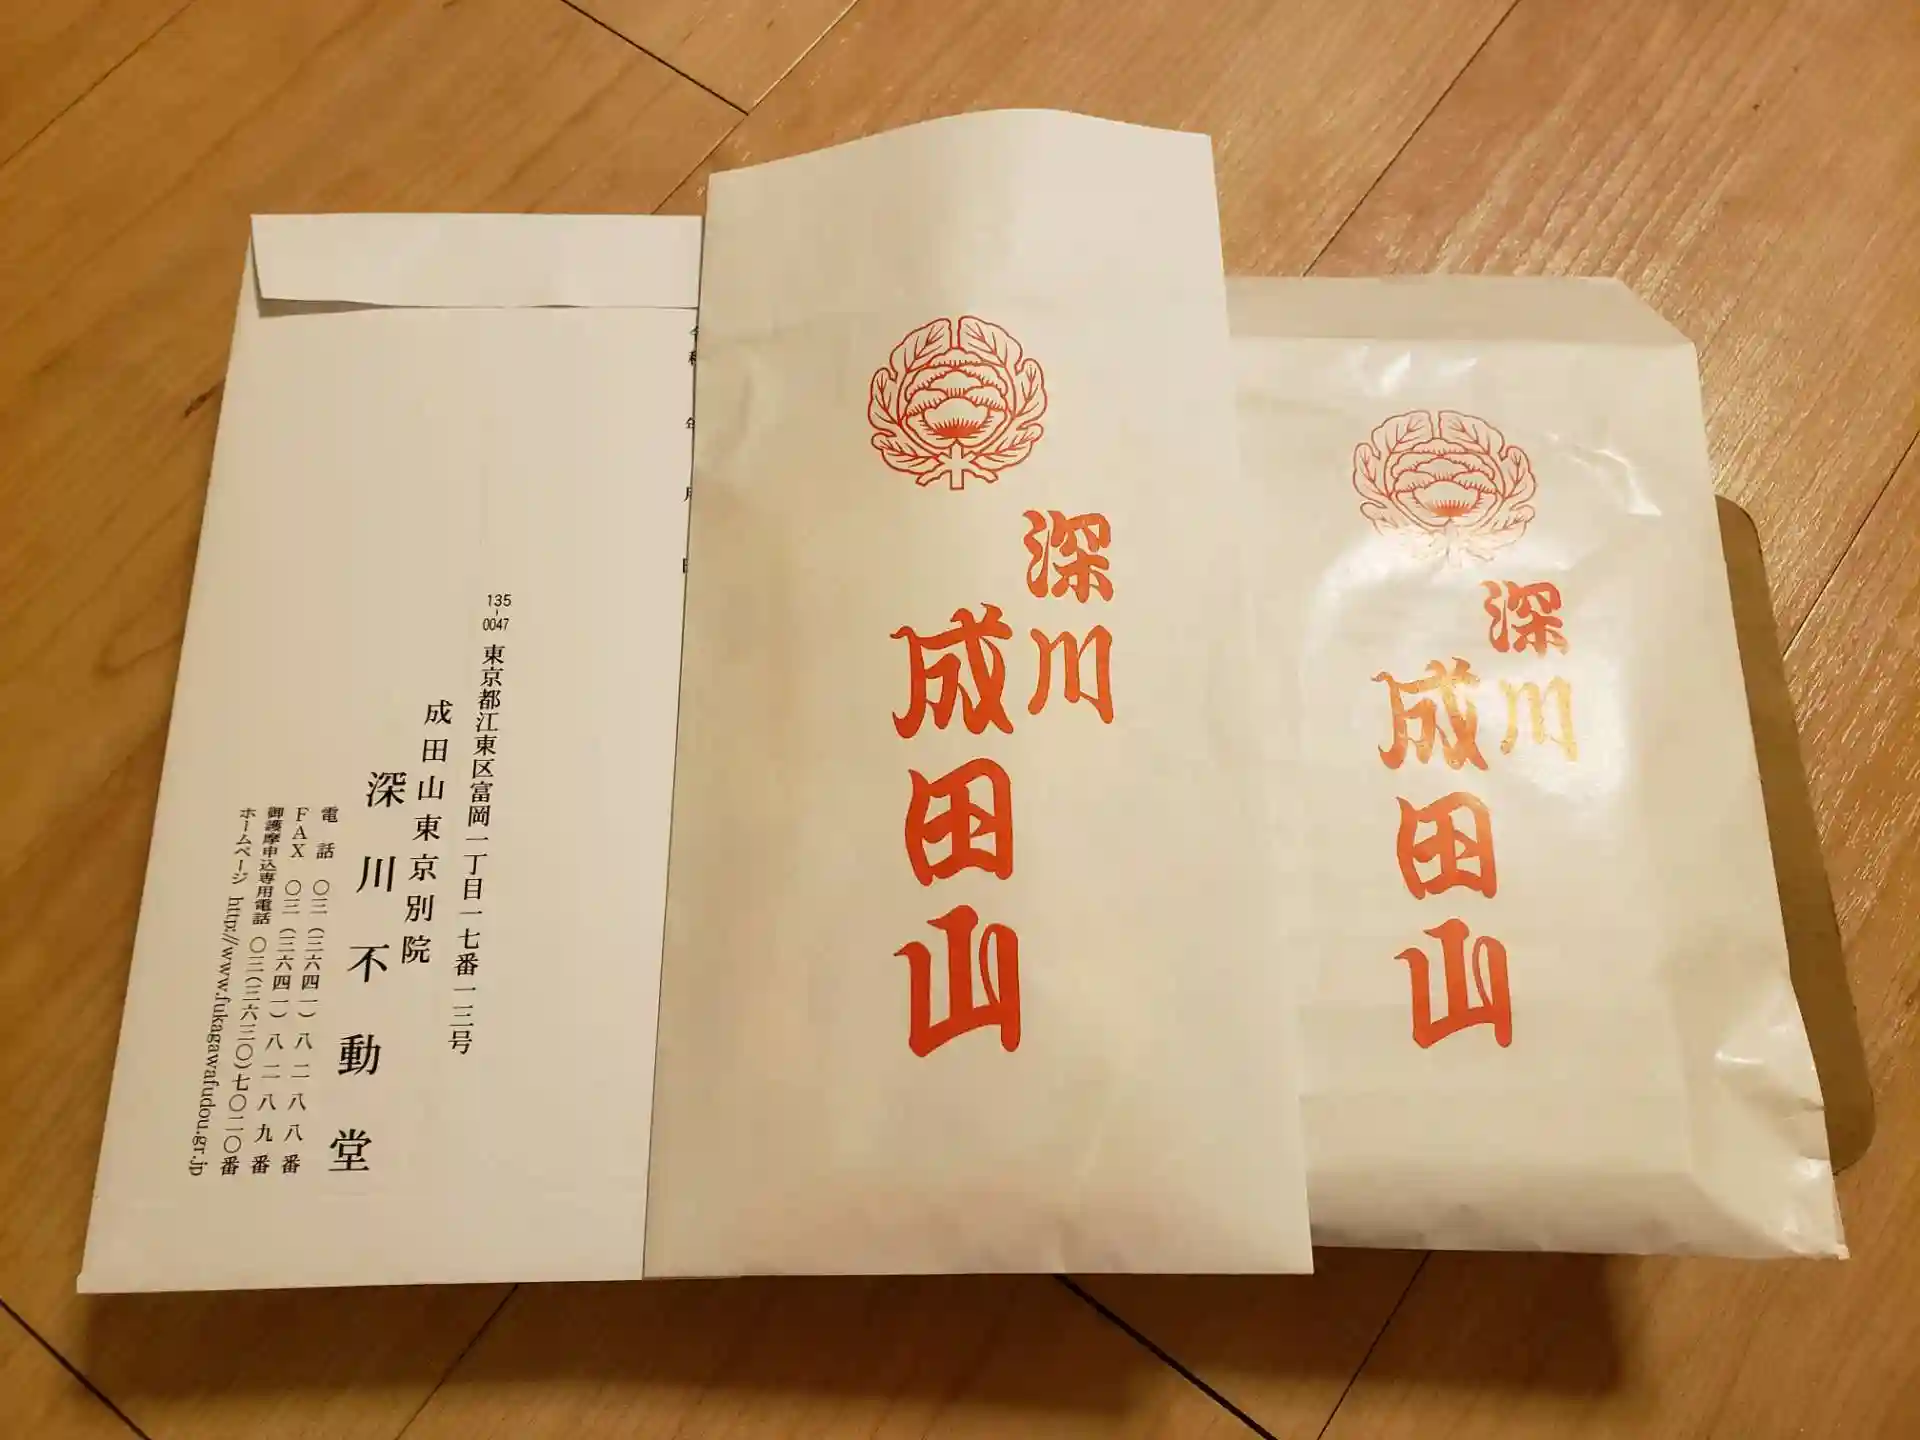 135-0047
東京都江東区富岡一丁目一七番一三号
成田山東京別院
深川不動堂
電話 〇三(三六四一)八二八八番
FAX 〇三(三六四一)八二八九番
御護摩申込専用電話 〇三(三六三〇)七〇二〇番
ホームページ http://www.fukagawafudou.gr.jp
深川
成田山
深川
成田山